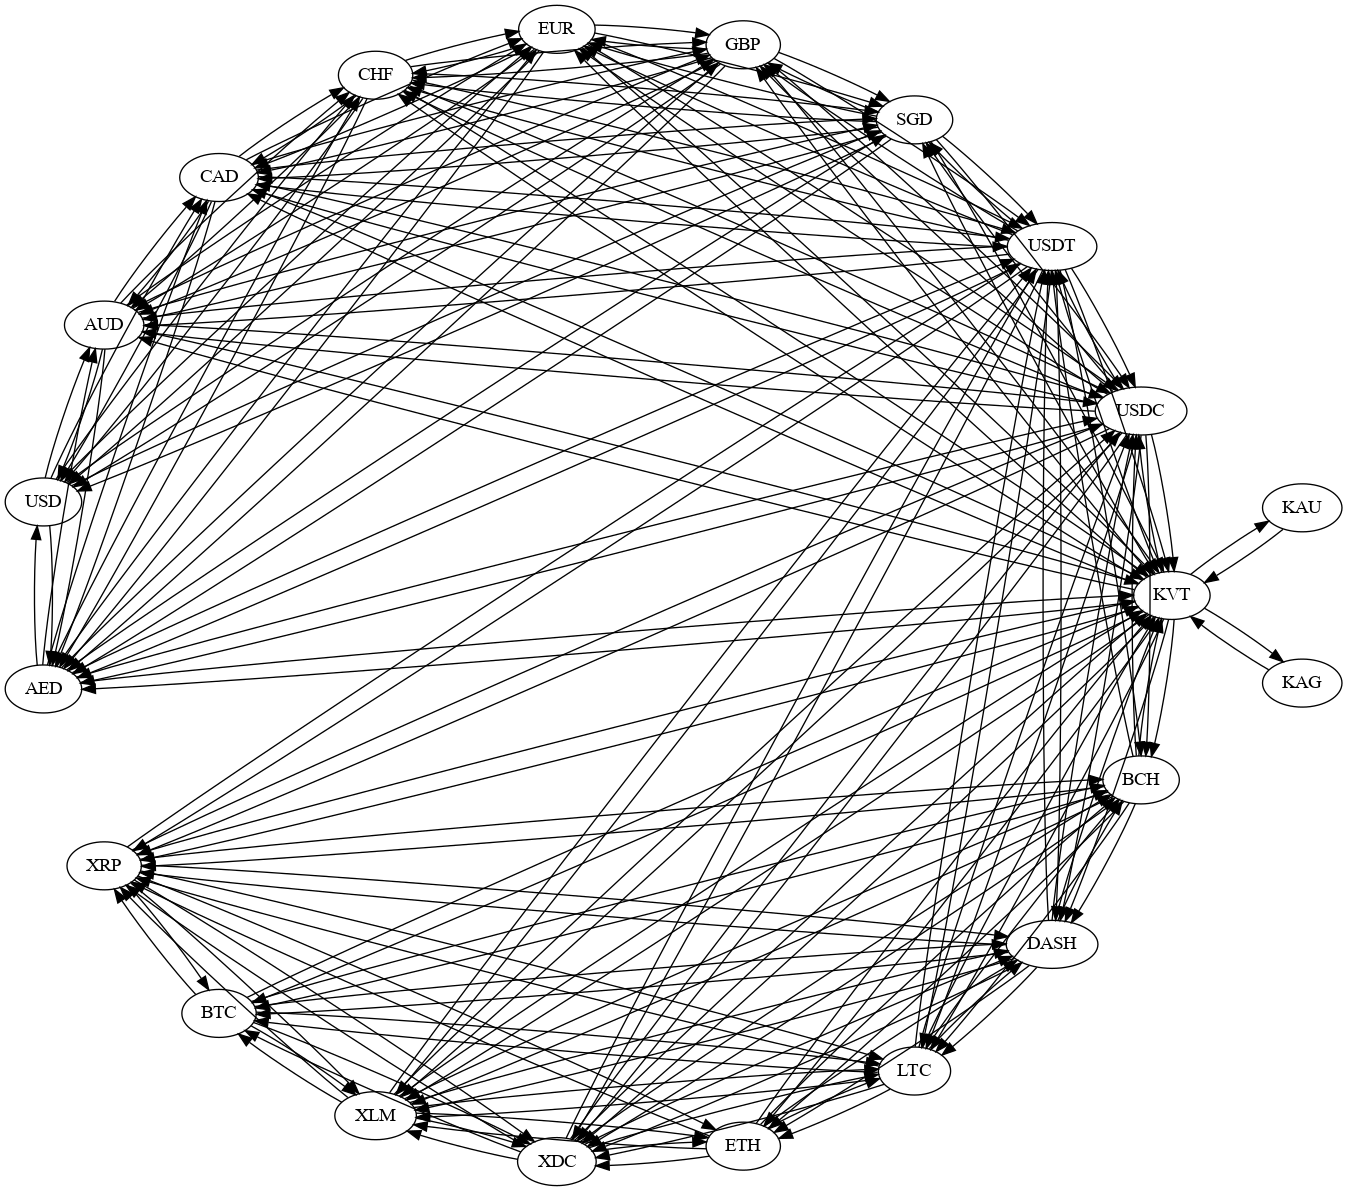 EUR
GBP
CHF
SGD
CAD
USDT
AUD
USDC
USD
KAU
KVT
AED
KAG
BCH
XRP
DASH
BTC
LTC
XLM
ETH
XDC